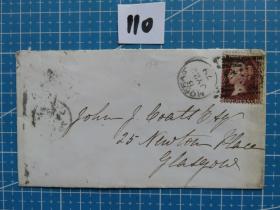 110
John J Coats Esq
25 Newton Place
Glasgow